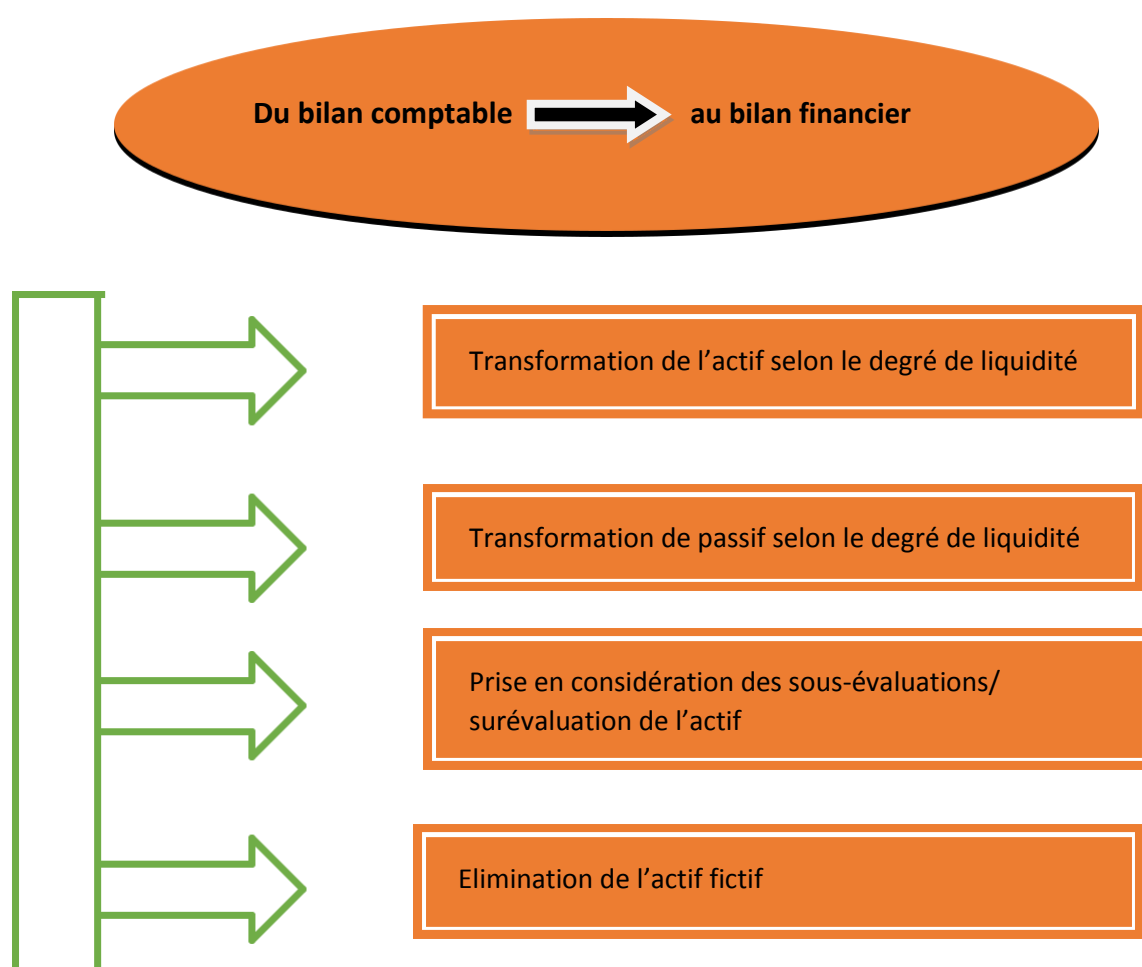 Du bilan comptable au bilan financier
Transformation de l’actif selon le degré de liquidité
Transformation de passif selon le degré de liquidité
Prise en considération des sous-évaluations/
surévaluation de l’actif
Elimination de l’actif fictif